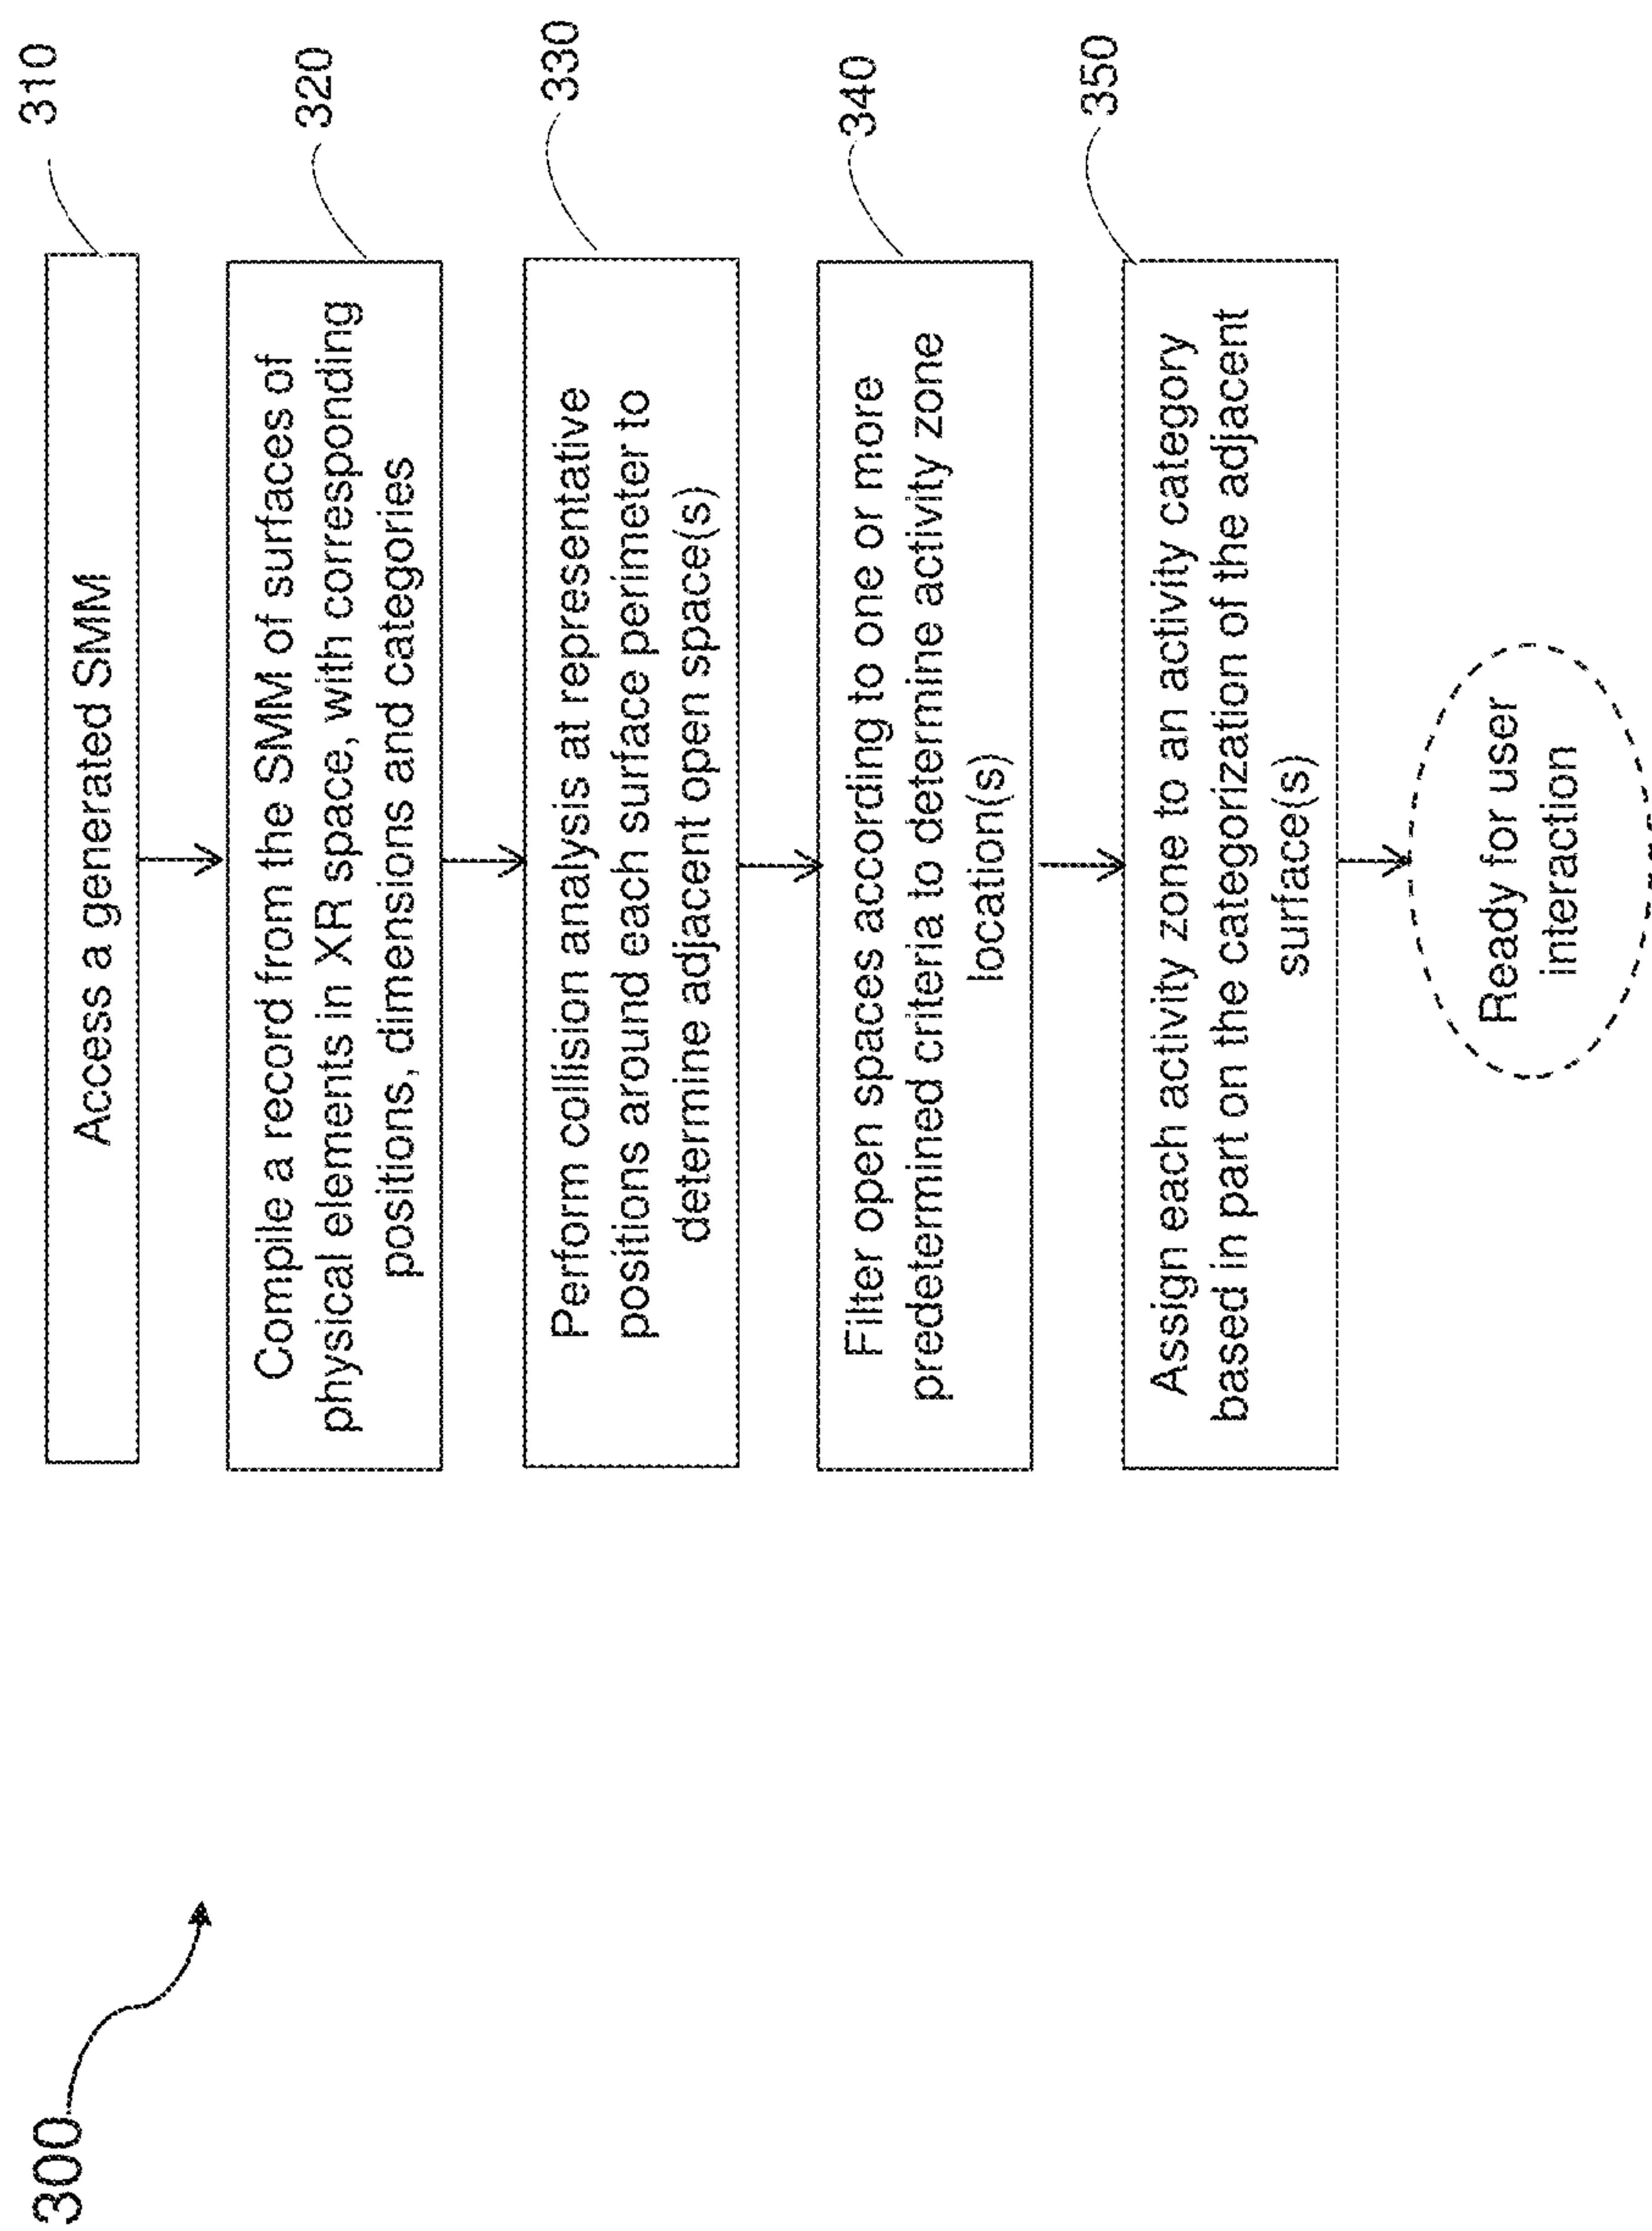 300
310
Access a generated SMM
320
Compile a record from the SMM of surfaces of
physical elements in XR space, with corresponding
positions, dimensions and categories
330
Perform collision analysis at representative
positions around each surface perimeter to
determine adjacent open space(s)
340
Filter open spaces according to one or more
predetermined criteria to determine activity zone
location(s)
350
Assign each activity zone to an activity category
based in part on the categorization of the adjacent
surface(s)
Ready for user
interaction